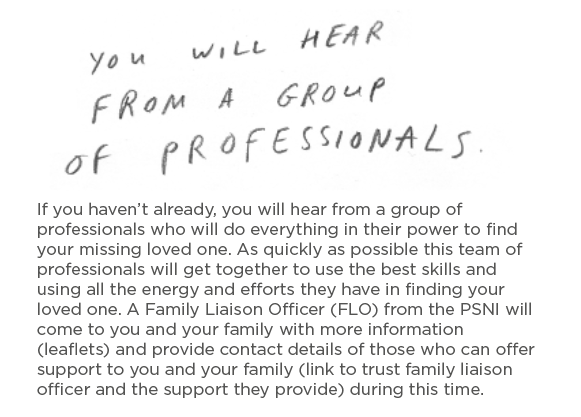 You WILL HEAR
FROM A GROUP
OF PROFESSIONALS.
If you haven’t already, you will hear from a group of
professionals who will do everything in their power to find
your missing loved one. As quickly as possible this team of
professionals will get together to use the best skills and
using all the energy and efforts they have in finding your
loved one. A Family Liaison Officer (FLO) from the PSNI will
come to you and your family with more information
(leaflets) and provide contact details of those who can offer
support to you and your family (link to trust family liaison
officer and the support they provide) during this time.